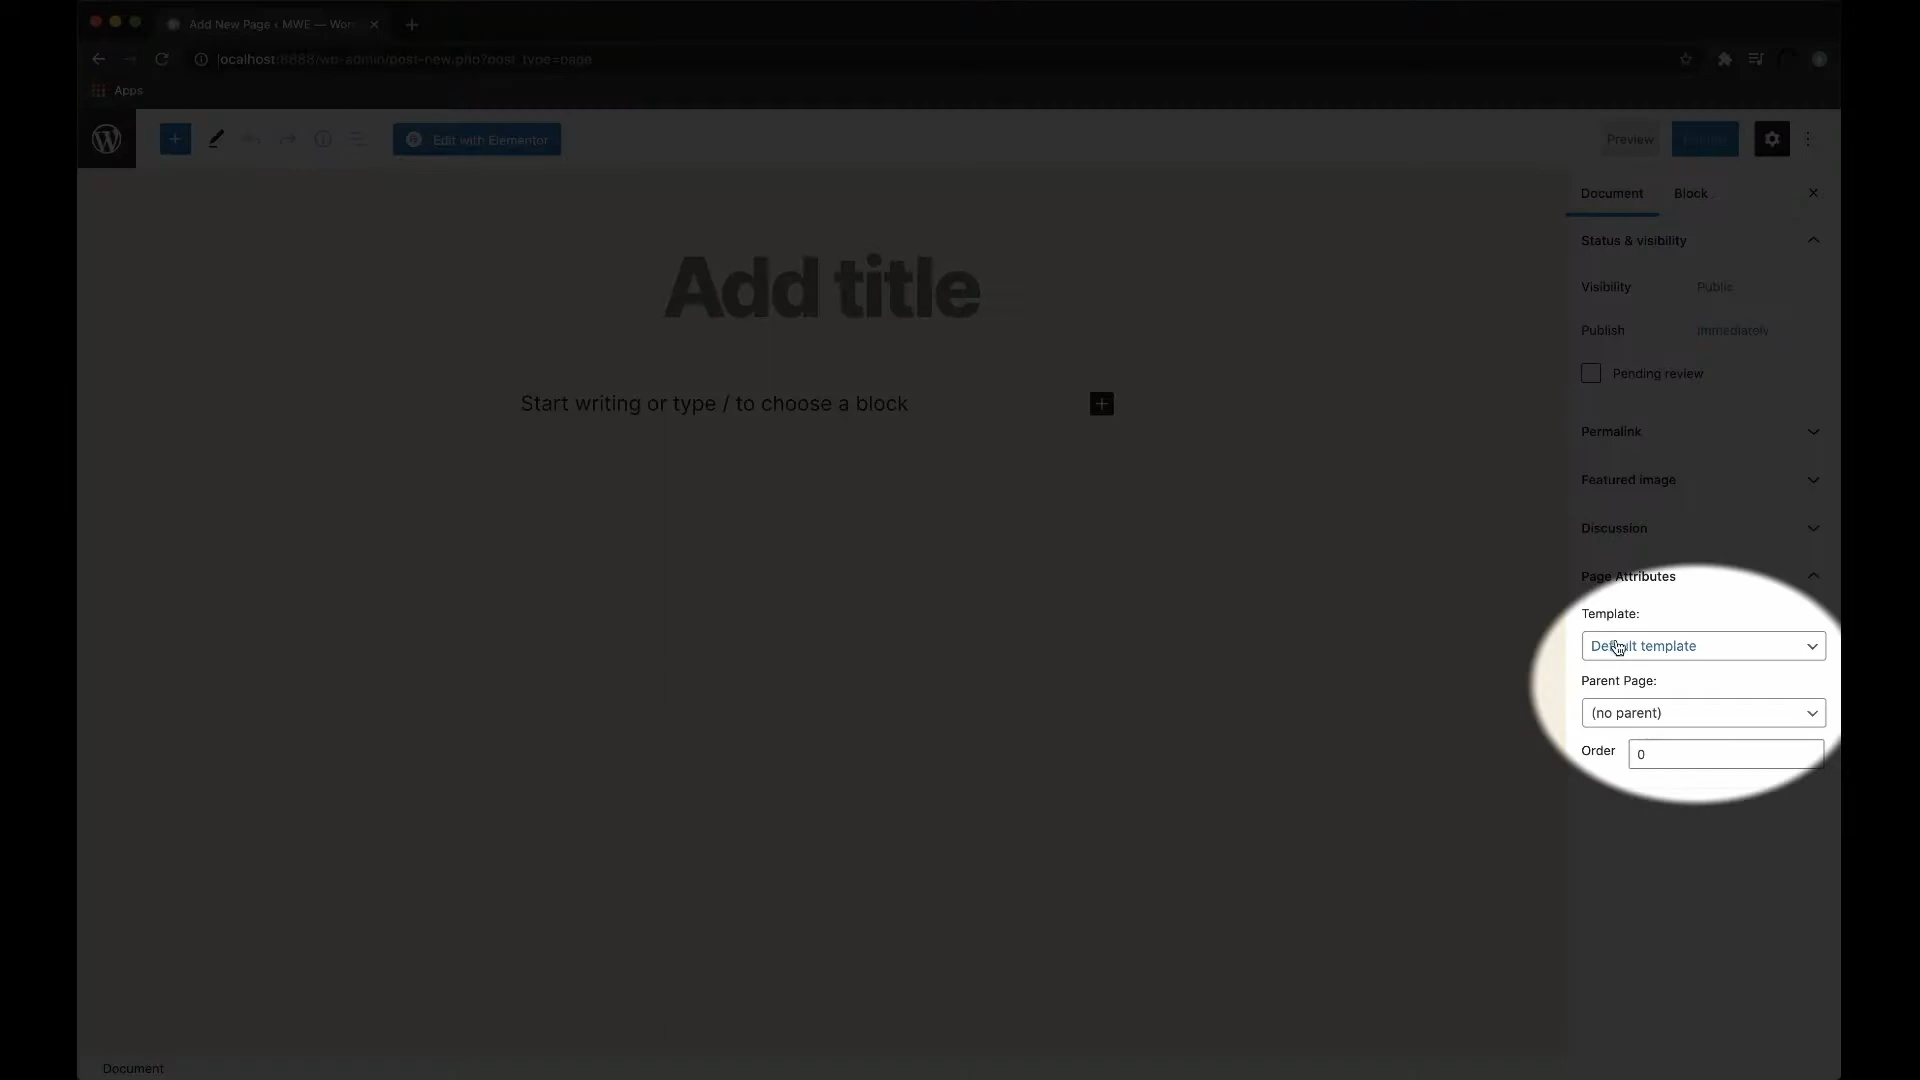 Add New Page ‹ MWE — Wor
localhost:8888/wp-admin/post-new.php?post_type=page
Apps
Edit with Elementor
Preview
Document
Block
Status & visibility
Visibility
Public
Publish
Immediately
Pending review
Add title
Start writing or type / to choose a block
Permalink
Featured image
Discussion
Page Attributes
Template:
Default template
Parent Page:
(no parent)
Order
0
Document